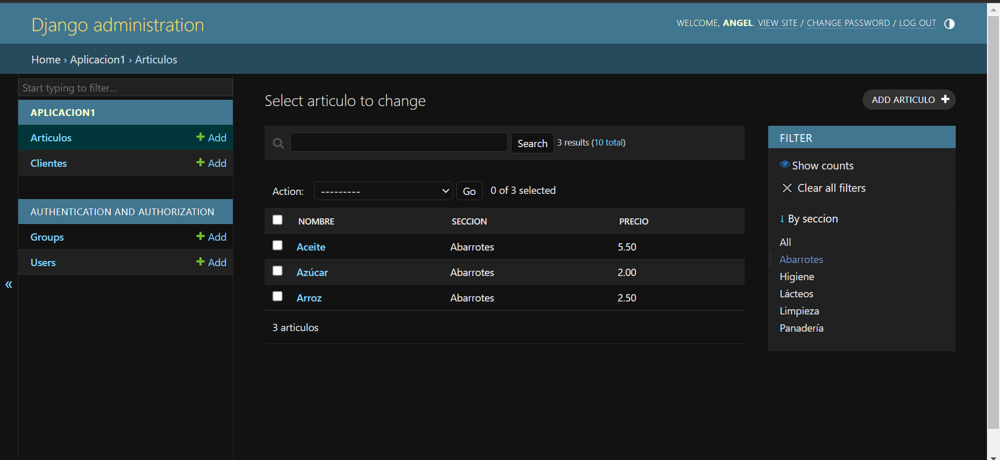 Django administration
WELCOME, ANGEL. VIEW SITE / CHANGE PASSWORD / LOG OUT
Home › Aplicacion1 › Articulos
Start typing to filter...
APLICACION1
Articulos + Add
Clientes + Add
AUTHENTICATION AND AUTHORIZATION
Groups + Add
Users + Add
«
Select articulo to change
ADD ARTICULO +
Search 3 results (10 total)
Action: --------- Go 0 of 3 selected
NOMBRE SECCION PRECIO
Aceite Abarrotes 5.50
Azúcar Abarrotes 2.00
Arroz Abarrotes 2.50
3 articulos
FILTER
Show counts
Clear all filters
↓ By seccion
All
Abarrotes
Higiene
Lácteos
Limpieza
Panadería